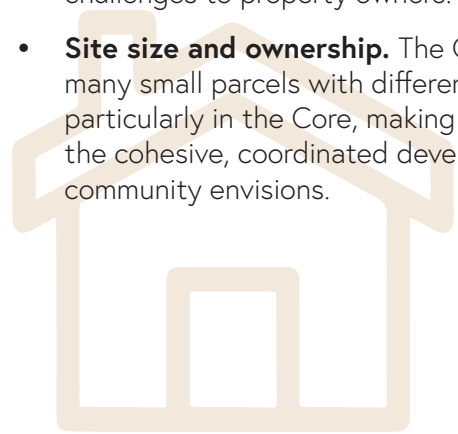 challenges to property owners.
• Site size and ownership. The
many small parcels with differen
particularly in the Core, making
the cohesive, coordinated deve
community envisions.